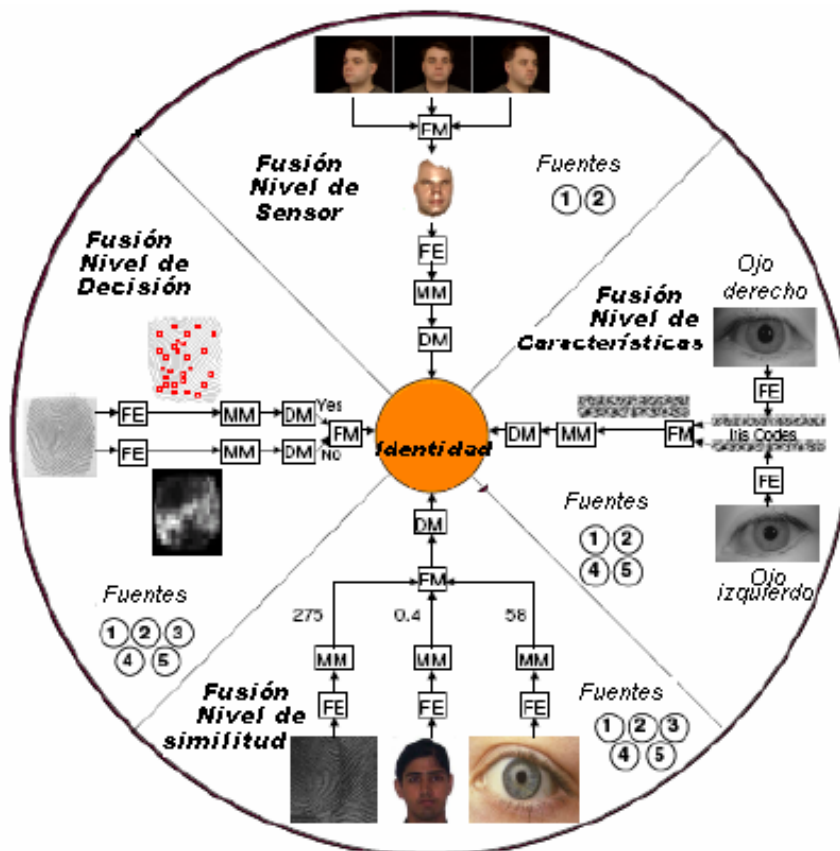 FM
Fusión
Nivel de
Sensor
Fuentes
1 2
FE
MM
DM
Fusión
Nivel de
Decisión
FE MM DM Yes
FM
FE MM DM No
Fuentes
1 2 3
4 5
Fusión
Nivel de
Características
Ojo
derecho
FE
Iris Codes
FM
MM
DM
FE
Ojo
izquierdo
Fuentes
1 2
4 5
Identidad
DM
FM
275 0.4 58
MM MM MM
FE FE FE
Fusión
Nivel de
similitud
Fuentes
1 2 3
4 5